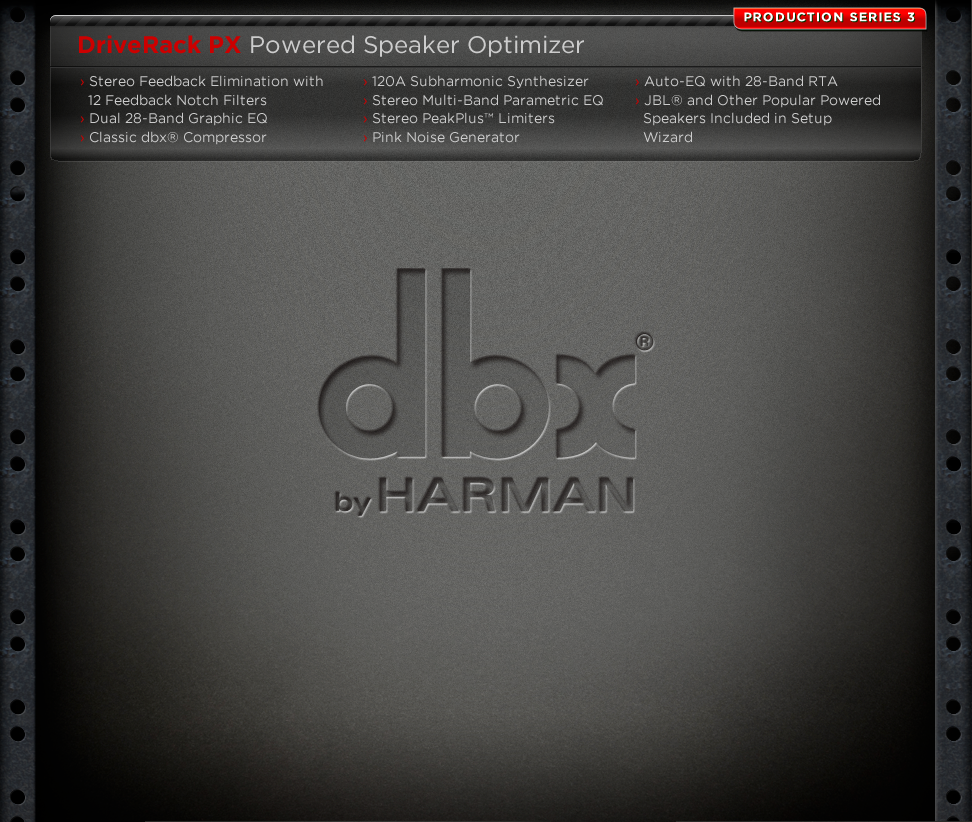 PRODUCTION SERIES 3
DriveRack PX Powered Speaker Optimizer
› Stereo Feedback Elimination with
12 Feedback Notch Filters
› Dual 28-Band Graphic EQ
› Classic dbx® Compressor
› 120A Subharmonic Synthesizer
› Stereo Multi-Band Parametric EQ
› Stereo PeakPlus™ Limiters
› Pink Noise Generator
› Auto-EQ with 28-Band RTA
› JBL® and Other Popular Powered
Speakers Included in Setup
Wizard
dbx®
by HARMAN